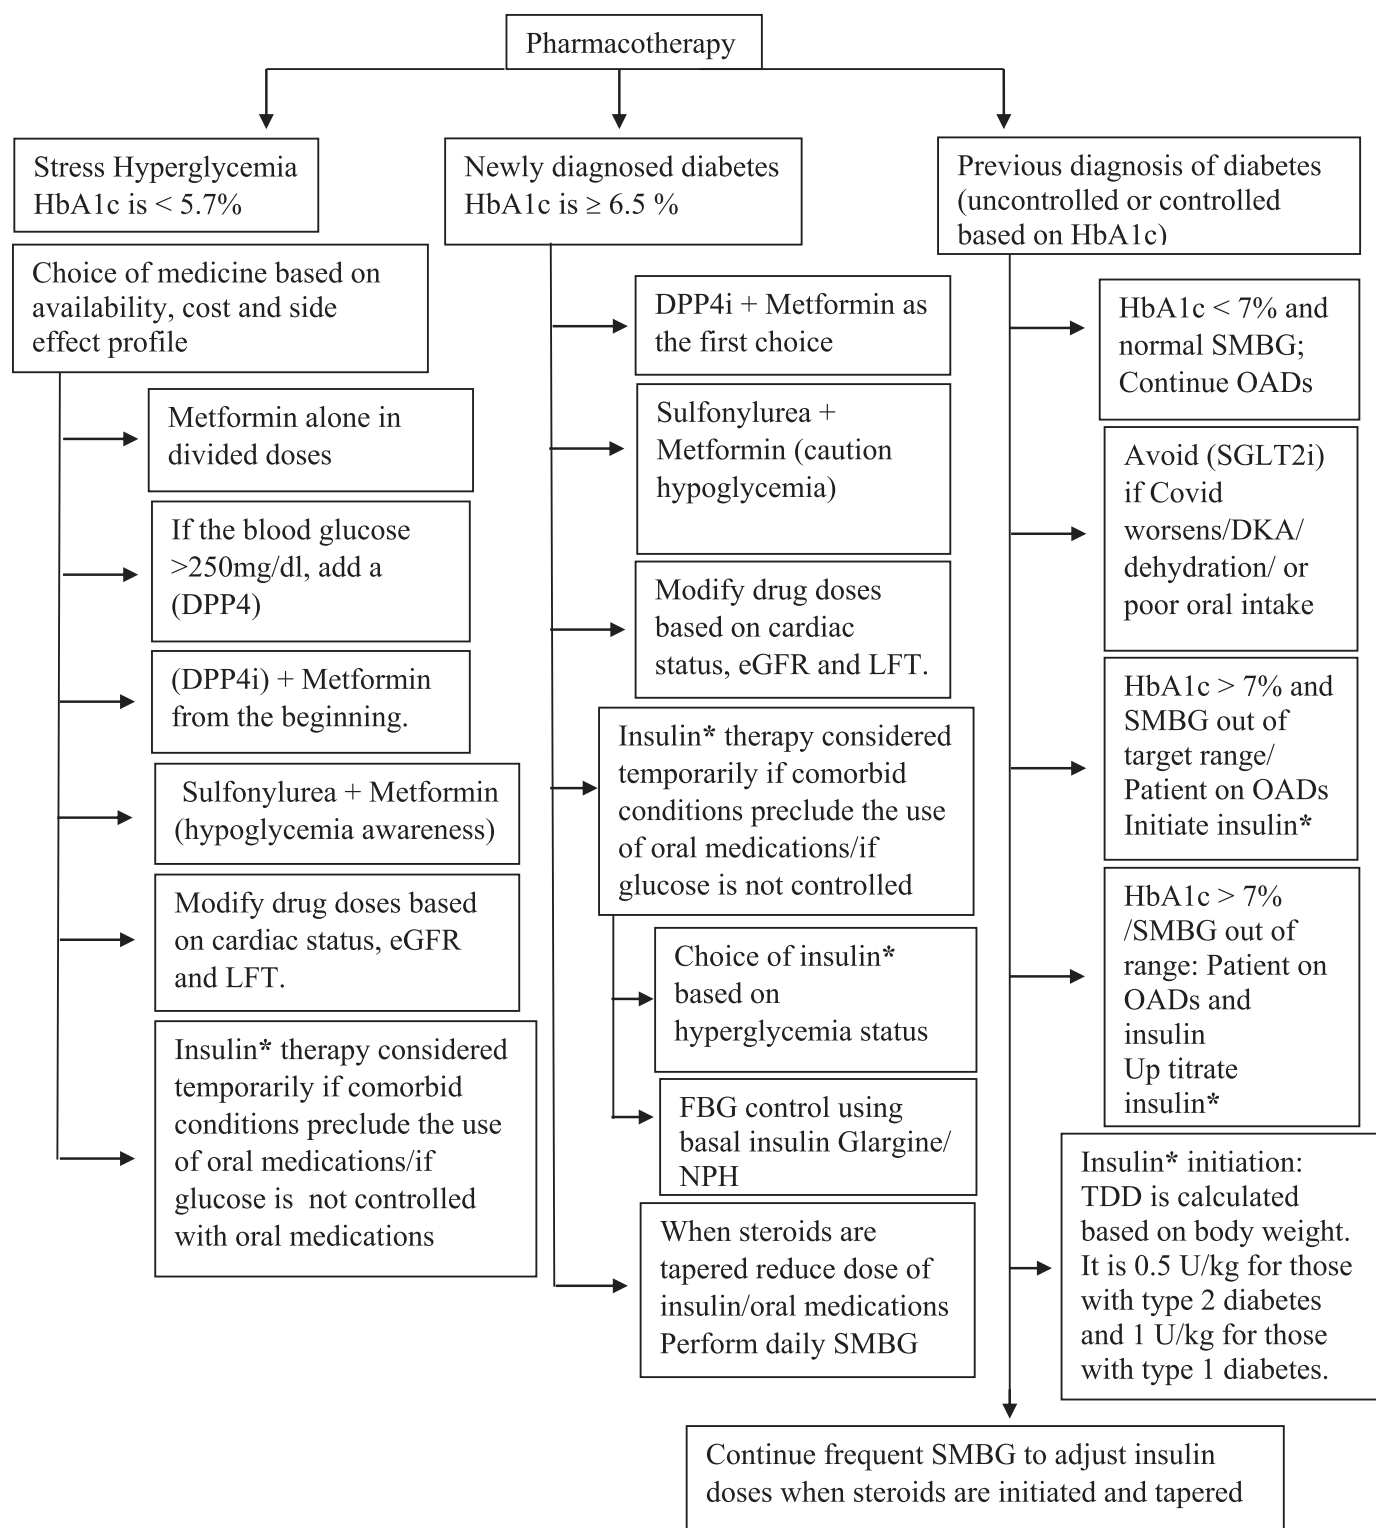 Pharmacotherapy
Stress Hyperglycemia
HbA1c is < 5.7%
Choice of medicine based on
availability, cost and side
effect profile
Metformin alone in
divided doses
If the blood glucose
>250mg/dl, add a
(DPP4)
(DPP4i) + Metformin
from the beginning.
Sulfonylurea + Metformin
(hypoglycemia awareness)
Modify drug doses based
on cardiac status, eGFR
and LFT.
Insulin* therapy considered
temporarily if comorbid
conditions preclude the use
of oral medications/if
glucose is not controlled
with oral medications
Newly diagnosed diabetes
HbA1c is ≥ 6.5 %
DPP4i + Metformin as
the first choice
Sulfonylurea +
Metformin (caution
hypoglycemia)
Modify drug doses
based on cardiac
status, eGFR and LFT.
Insulin* therapy considered
temporarily if comorbid
conditions preclude the use
of oral medications/if
glucose is not controlled
Choice of insulin*
based on
hyperglycemia status
FBG control using
basal insulin Glargine/
NPH
When steroids are
tapered reduce dose of
insulin/oral medications
Perform daily SMBG
Previous diagnosis of diabetes
(uncontrolled or controlled
based on HbA1c)
HbA1c < 7% and
normal SMBG;
Continue OADs
Avoid (SGLT2i)
if Covid
worsens/DKA/
dehydration/ or
poor oral intake
HbA1c > 7% and
SMBG out of
target range/
Patient on OADs
Initiate insulin*
HbA1c > 7%
/SMBG out of
range: Patient on
OADs and
insulin
Up titrate
insulin*
Insulin* initiation:
TDD is calculated
based on body weight.
It is 0.5 U/kg for those
with type 2 diabetes
and 1 U/kg for those
with type 1 diabetes.
Continue frequent SMBG to adjust insulin
doses when steroids are initiated and tapered